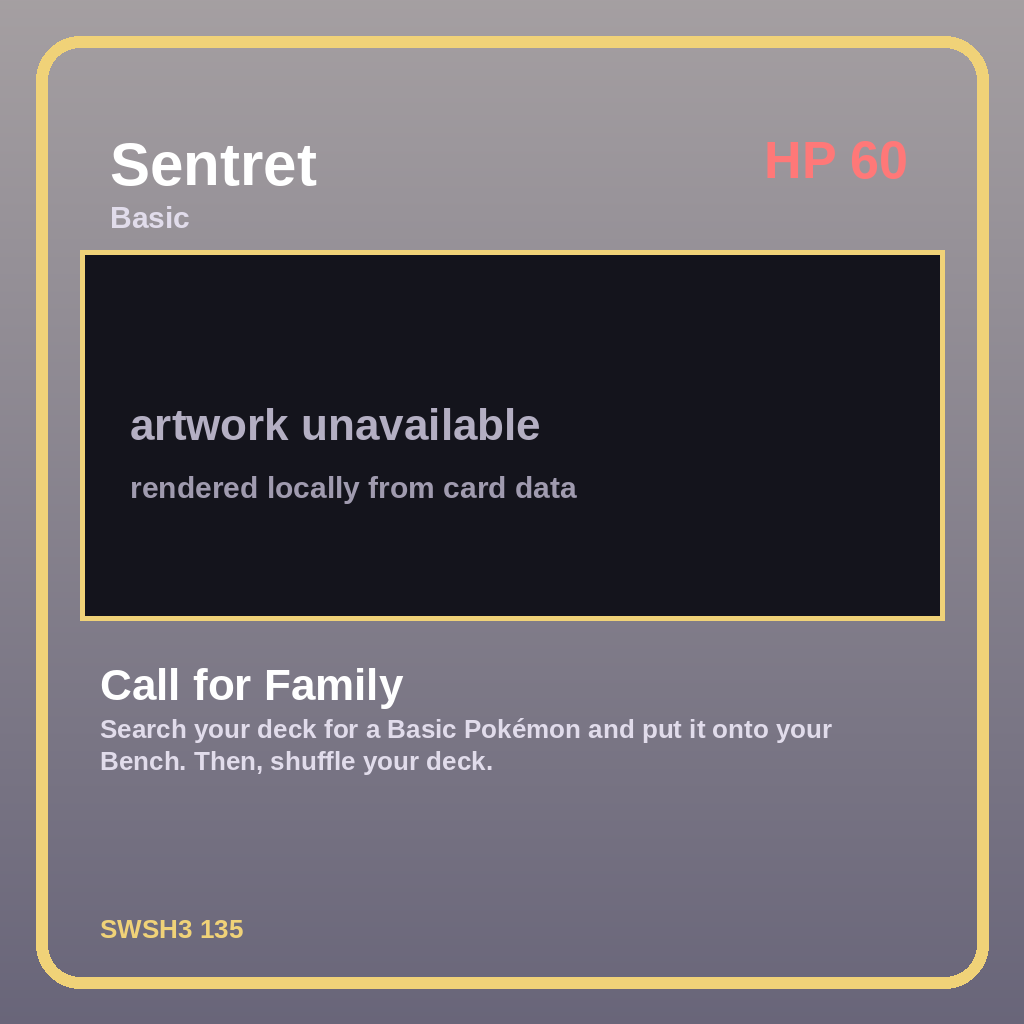 Sentret
HP 60
Basic
artwork unavailable
rendered locally from card data
Call for Family
Search your deck for a Basic Pokémon and put it onto your
Bench. Then, shuffle your deck.
SWSH3 135